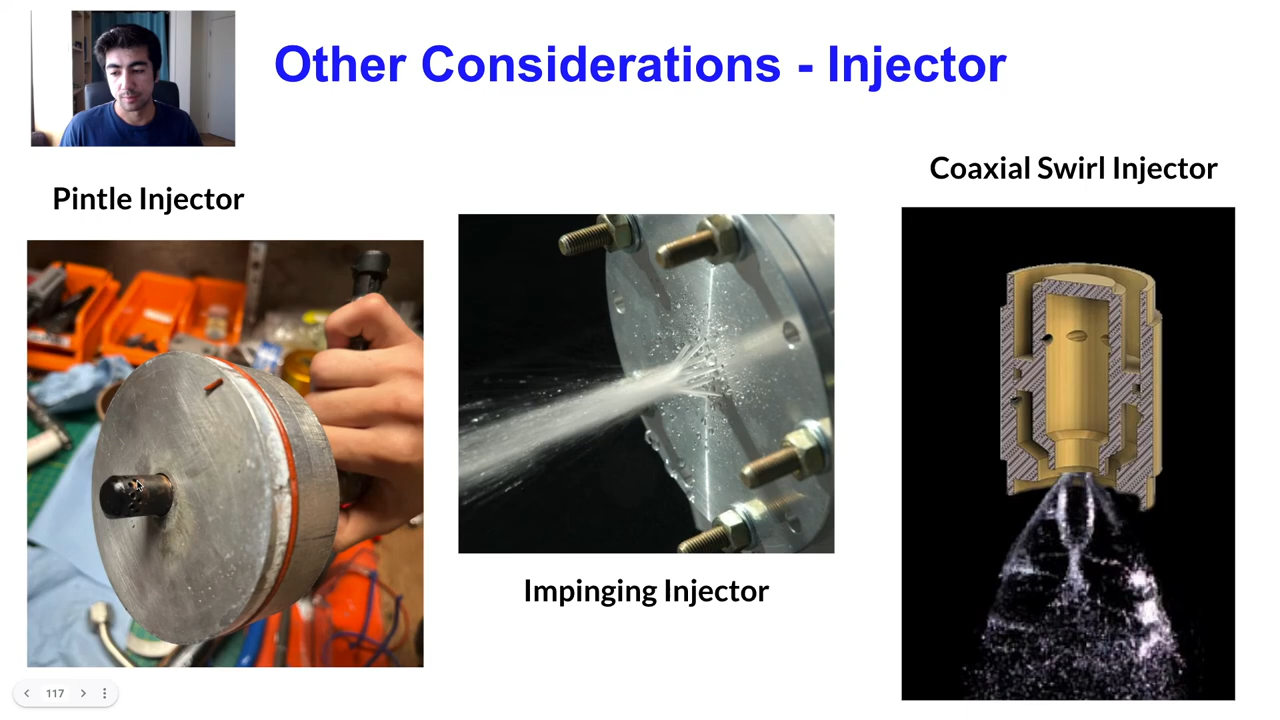 Other Considerations - Injector
Pintle Injector
Coaxial Swirl Injector
Impinging Injector
117